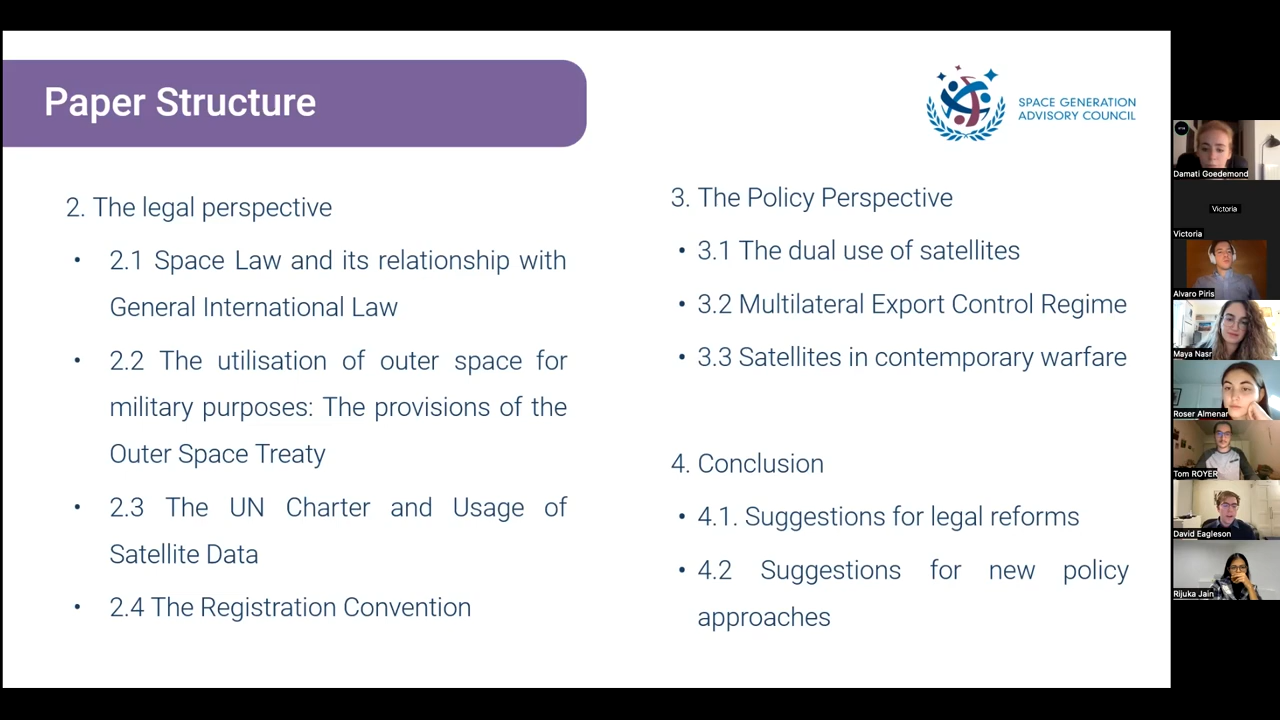 Paper Structure
SPACE GENERATION
ADVISORY COUNCIL
2. The legal perspective
• 2.1 Space Law and its relationship with
General International Law
• 2.2 The utilisation of outer space for
military purposes: The provisions of the
Outer Space Treaty
• 2.3 The UN Charter and Usage of
Satellite Data
• 2.4 The Registration Convention
3. The Policy Perspective
• 3.1 The dual use of satellites
• 3.2 Multilateral Export Control Regime
• 3.3 Satellites in contemporary warfare
4. Conclusion
• 4.1. Suggestions for legal reforms
• 4.2 Suggestions for new policy
approaches
Damati Goedemond
Victoria
Victoria
Alvaro Piris
Maya Nasr
Roser Almenar
Tom ROYER
David Eagleson
Rijuka Jain